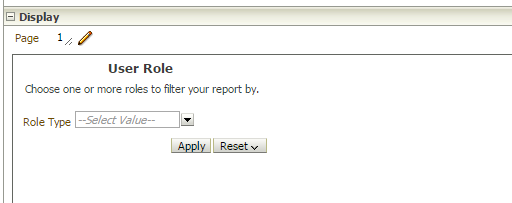 Display
Page 1
User Role
Choose one or more roles to filter your report by.
Role Type --Select Value--
Apply Reset